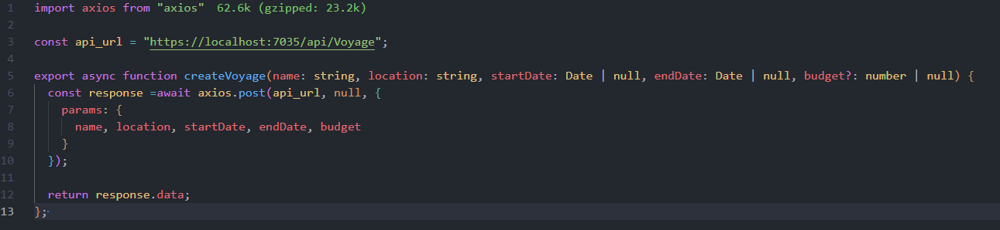 1 import axios from "axios" 62.6k (gzipped: 23.2k)
2
3 const api_url = "https://localhost:7035/api/Voyage";
4
5 export async function createVoyage(name: string, location: string, startDate: Date | null, endDate: Date | null, budget?: number | null) {
6 const response =await axios.post(api_url, null, {
7 params: {
8 name, location, startDate, endDate, budget
9 }
10 });
11
12 return response.data;
13 };